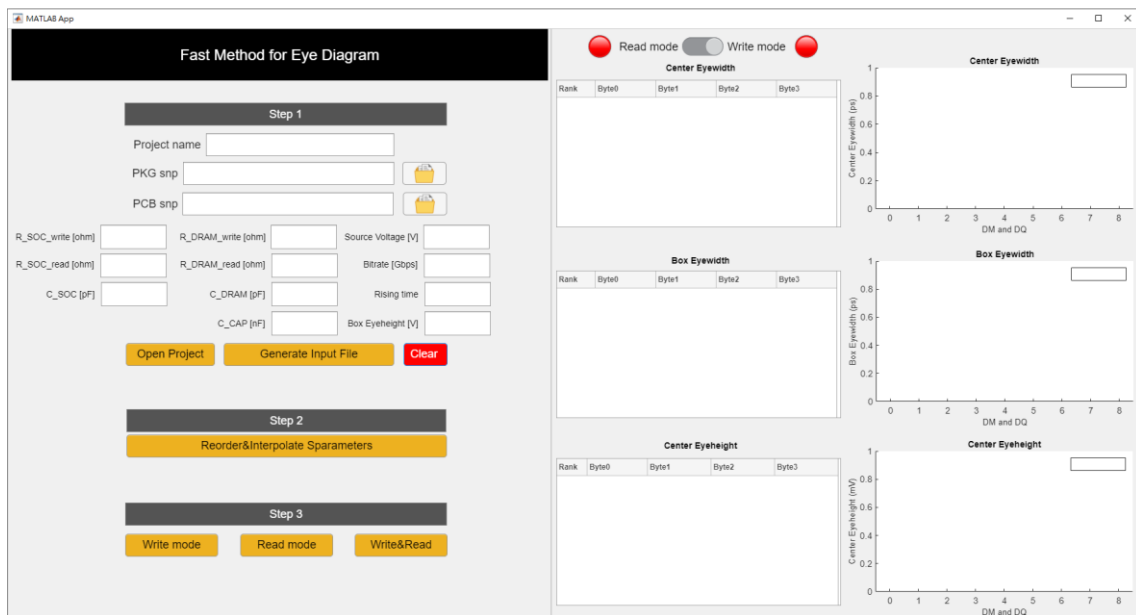 MATLAB App
Fast Method for Eye Diagram
Step 1
Project name
PKG snp
PCB snp
R_SOC_write [ohm] R_DRAM_write [ohm] Source Voltage [V]
R_SOC_read [ohm] R_DRAM_read [ohm] Bitrate [Gbps]
C_SOC [pF] C_DRAM [pF] Rising time
C_CAP [nF] Box Eyeheight [V]
Open Project Generate Input File Clear
Step 2
Reorder&Interpolate Sparameters
Step 3
Write mode Read mode Write&Read
Read mode Write mode
Center Eyewidth
Rank Byte0 Byte1 Byte2 Byte3
Center Eyewidth
Center Eyewidth (ps)
1
0.8
0.6
0.4
0.2
0
0 1 2 3 4 5 6 7 8
DM and DQ
Box Eyewidth
Rank Byte0 Byte1 Byte2 Byte3
Box Eyewidth
Box Eyewidth (ps)
1
0.8
0.6
0.4
0.2
0
0 1 2 3 4 5 6 7 8
DM and DQ
Center Eyeheight
Rank Byte0 Byte1 Byte2 Byte3
Center Eyeheight
Center Eyeheight (mV)
1
0.8
0.6
0.4
0.2
0
0 1 2 3 4 5 6 7 8
DM and DQ